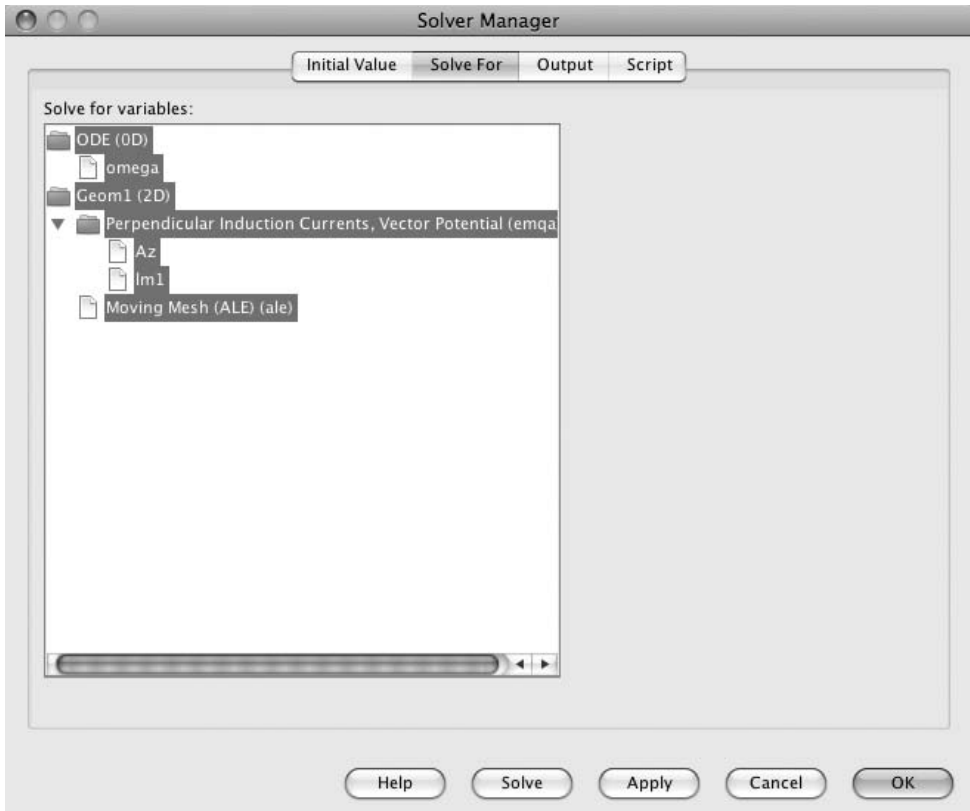 Solver Manager
Initial Value Solve For Output Script
Solve for variables:
ODE (0D)
omega
Geom1 (2D)
Perpendicular Induction Currents, Vector Potential (emqa
Az
lm1
Moving Mesh (ALE) (ale)
Help Solve Apply Cancel OK